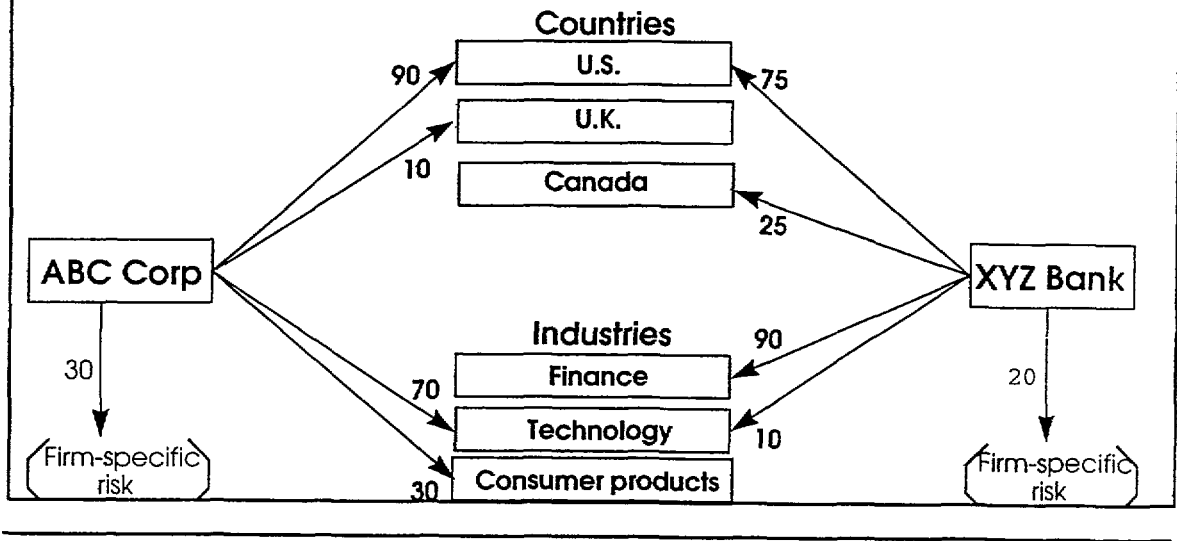 Countries
90
U.S.
75
U.K.
10
Canada
25
ABC Corp
XYZ Bank
Industries
90
30
Finance
20
70
Technology
10
Firm-specific
risk
Consumer products
30
Firm-specific
risk